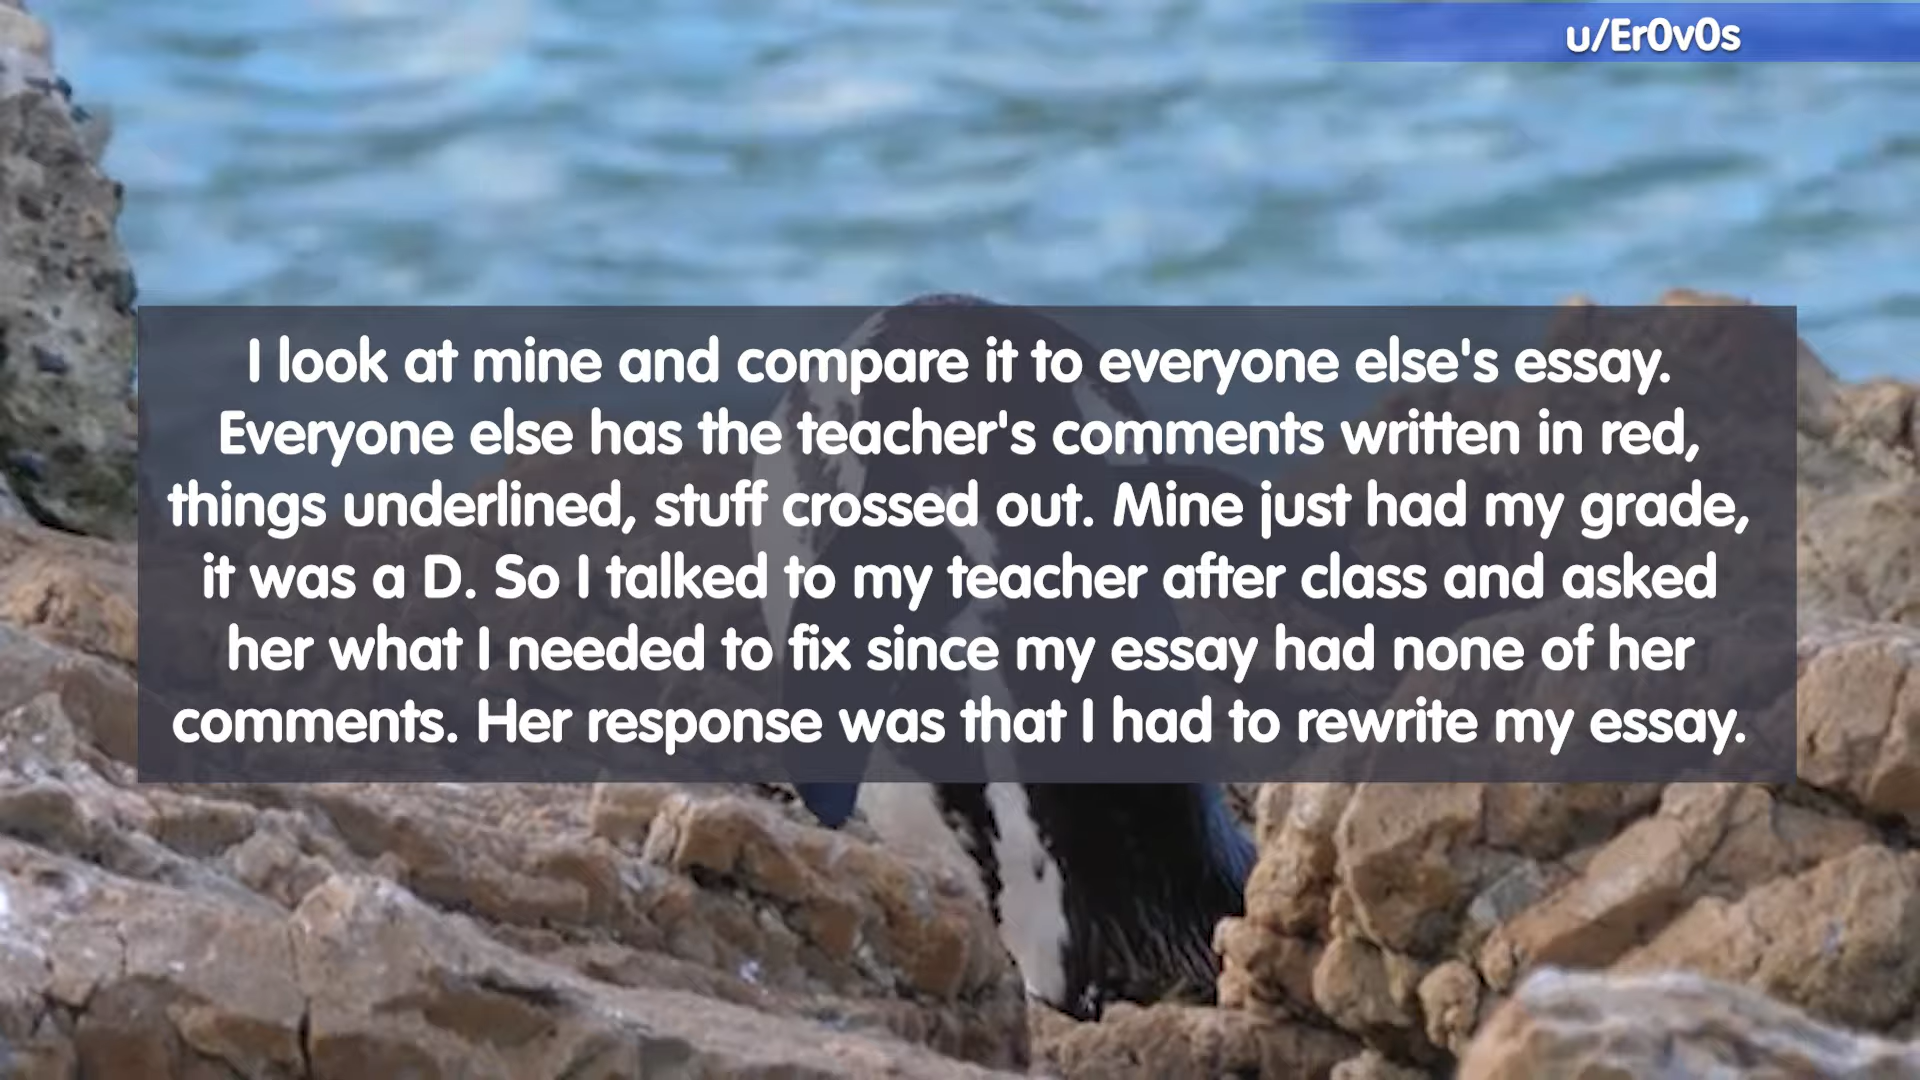 u/Er0v0s
I look at mine and compare it to everyone else's essay.
Everyone else has the teacher's comments written in red,
things underlined, stuff crossed out. Mine just had my grade,
it was a D. So I talked to my teacher after class and asked
her what I needed to fix since my essay had none of her
comments. Her response was that I had to rewrite my essay.